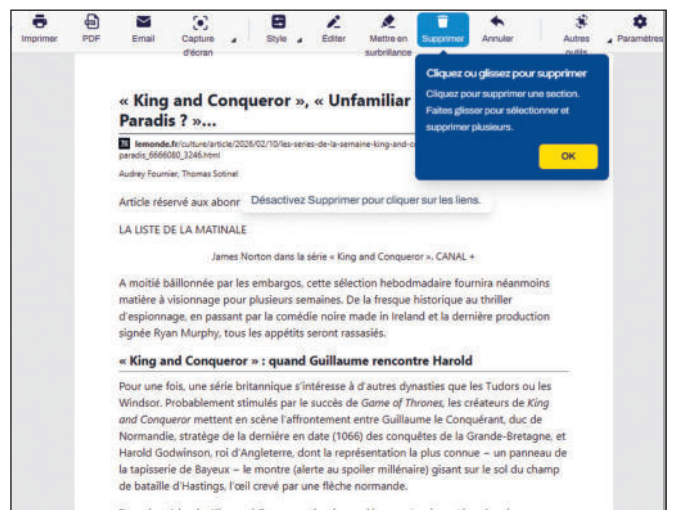 Imprimer PDF Email Capture d'écran Style Editer Mettre en surbrillance Supprimer Annuler Autres outils Paramètres
Cliquez ou glissez pour supprimer
Cliquez pour supprimer une section.
Faites glisser pour sélectionner et
supprimer plusieurs.
OK
« King and Conqueror », « Unfamiliar
Paradis ? »...
lemonde.fr/culture/article/2026/02/10/les-series-de-la-semaine-king-and-c
paradis_6666080_3246.html
Audrey Fournier, Thomas Sotinel
Article réservé aux abonr
Désactivez Supprimer pour cliquer sur les liens.
LA LISTE DE LA MATINALE
James Norton dans la série « King and Conqueror ». CANAL +
A moitié bâillonnée par les embargos, cette sélection hebodmadaire fournira néanmoins
matière à visionnage pour plusieurs semaines. De la fresque historique au thriller
d'espionnage, en passant par la comédie noire made in Ireland et la dernière production
signée Ryan Murphy, tous les appétits seront rassasiés.
« King and Conqueror » : quand Guillaume rencontre Harold
Pour une fois, une série britannique s'intéresse à d'autres dynasties que les Tudors ou les
Windsor. Probablement stimulés par le succès de Game of Thrones, les créateurs de King
and Conqueror mettent en scène l'affrontement entre Guillaume le Conquérant, duc de
Normandie, stratège de la dernière en date (1066) des conquêtes de la Grande-Bretagne, et
Harold Godwinson, roi d'Angleterre, dont la représentation la plus connue – un panneau de
la tapisserie de Bayeux – le montre (alerte au spoiler millénaire) gisant sur le sol du champ
de bataille d'Hastings, l'œil crevé par une flèche normande.